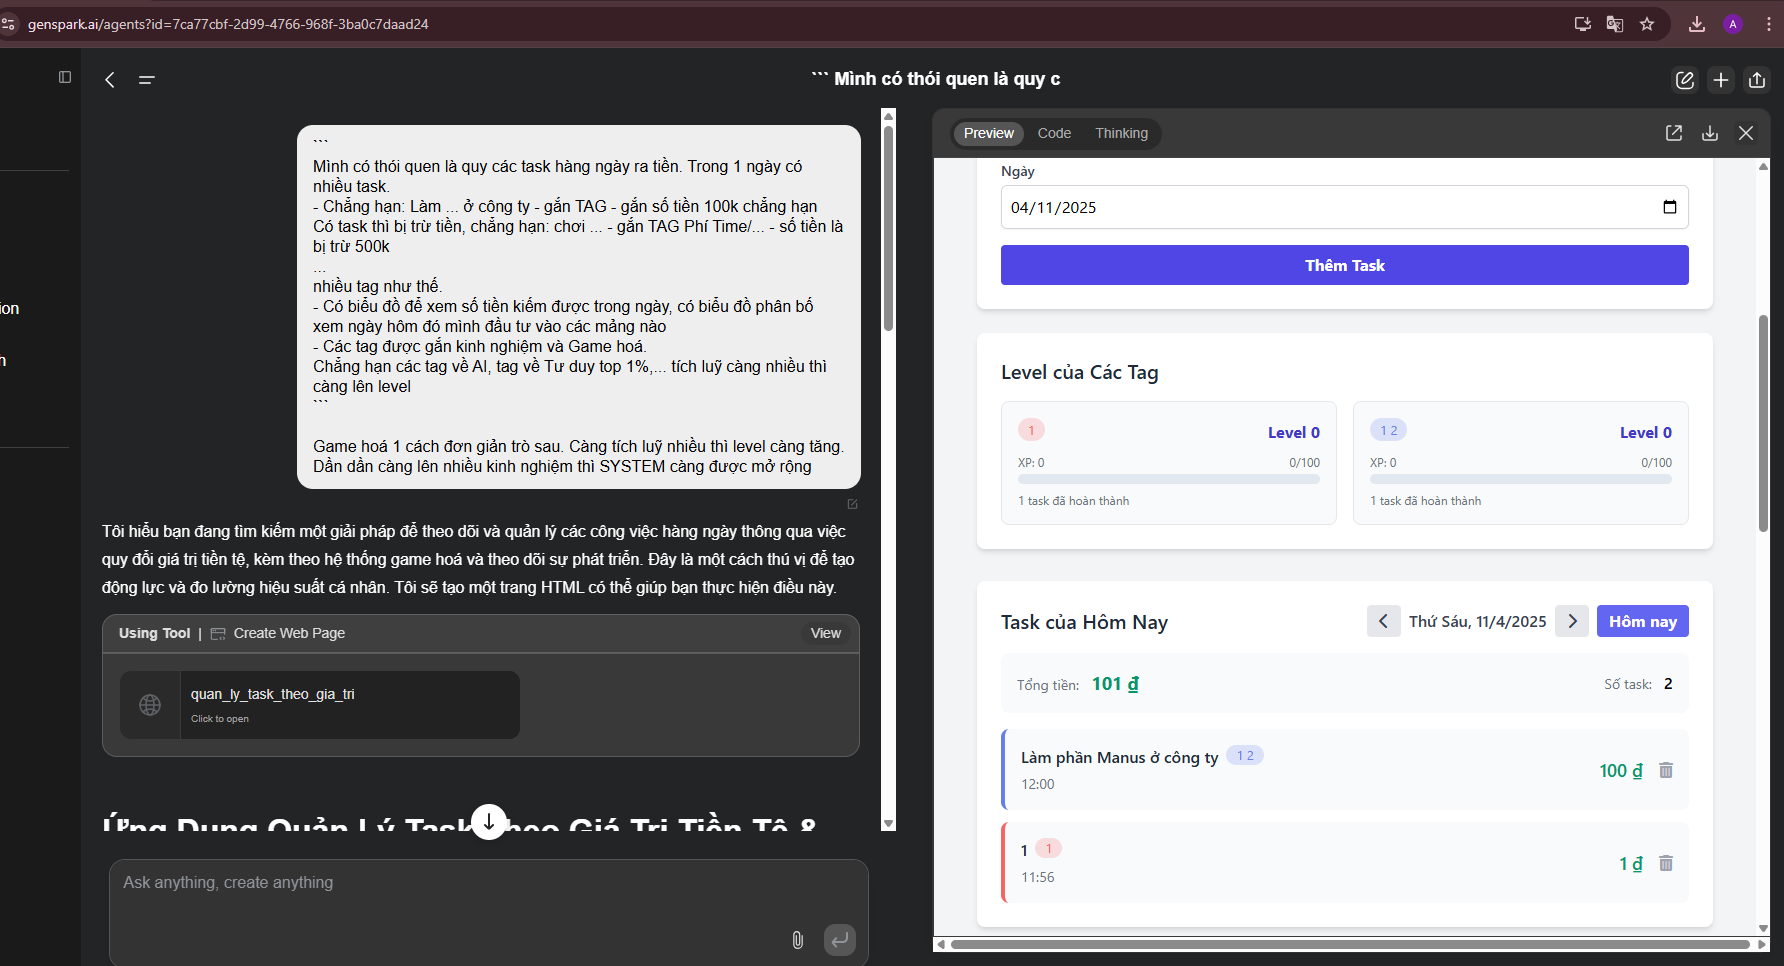 genspark.ai/agents?id=7ca77cbf-2d99-4766-968f-3ba0c7daad24
A
ion
h
``` Mình có thói quen là quy c
```
Mình có thói quen là quy các task hàng ngày ra tiền. Trong 1 ngày có
nhiều task.
- Chẳng hạn: Làm ... ở công ty - gắn TAG - gắn số tiền 100k chẳng hạn
Có task thì bị trừ tiền, chẳng hạn: chơi ... - gắn TAG Phí Time/... - số tiền là
bị trừ 500k
...
nhiều tag như thế.
- Có biểu đồ để xem số tiền kiếm được trong ngày, có biểu đồ phân bố
xem ngày hôm đó mình đầu tư vào các mảng nào
- Các tag được gắn kinh nghiệm và Game hoá.
Chẳng hạn các tag về AI, tag về Tư duy top 1%,... tích luỹ càng nhiều thì
càng lên level
```
Game hoá 1 cách đơn giản trò sau. Càng tích luỹ nhiều thì level càng tăng.
Dần dần càng lên nhiều kinh nghiệm thì SYSTEM càng được mở rộng
Tôi hiểu bạn đang tìm kiếm một giải pháp để theo dõi và quản lý các công việc hàng ngày thông qua việc
quy đổi giá trị tiền tệ, kèm theo hệ thống game hoá và theo dõi sự phát triển. Đây là một cách thú vị để tạo
động lực và đo lường hiệu suất cá nhân. Tôi sẽ tạo một trang HTML có thể giúp bạn thực hiện điều này.
Using Tool | Create Web Page
View
quan_ly_task_theo_gia_tri
Click to open
Ứng Dụng Quản Lý Task Theo Giá Trị Tiền Tệ &
Ask anything, create anything
Preview Code Thinking
Ngày
04/11/2025
Thêm Task
Level của Các Tag
1 Level 0
XP: 0 0/100
1 task đã hoàn thành
1 2 Level 0
XP: 0 0/100
1 task đã hoàn thành
Task của Hôm Nay
Thứ Sáu, 11/4/2025
Hôm nay
Tổng tiền: 101 ₫
Số task: 2
Làm phần Manus ở công ty 1 2
12:00
100 ₫
1 1
11:56
1 ₫